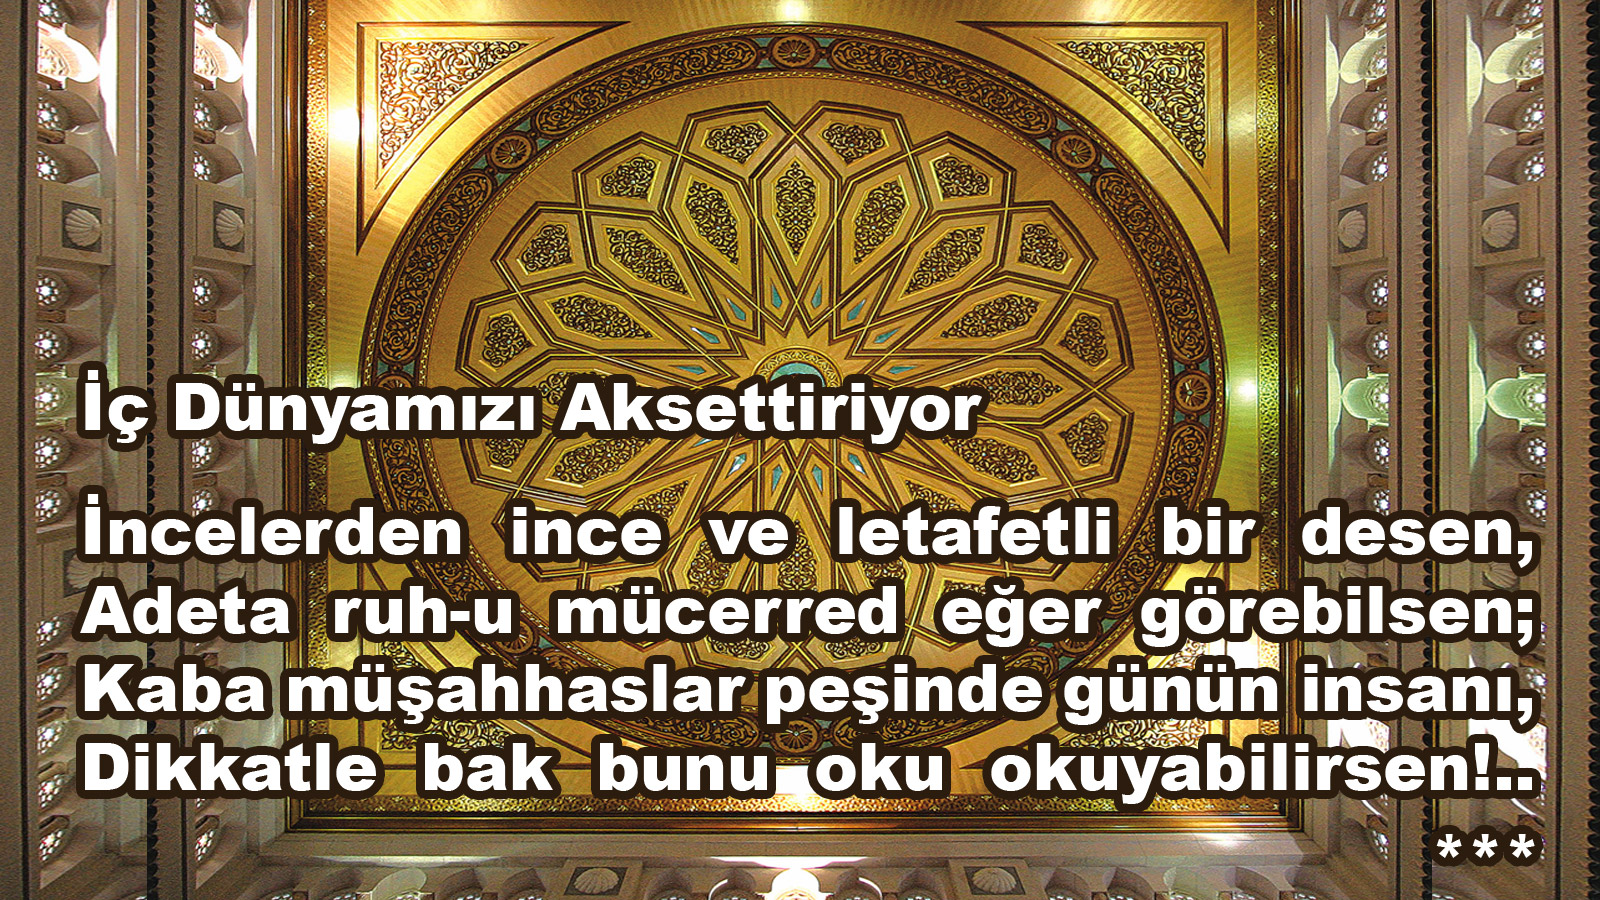 İç Dünyamızı Aksettiriyor
İncelerden ince ve letafetli bir desen,
Adeta ruh-u mücerred eğer görebilsen;
Kaba müşahhaslar peşinde günün insanı,
Dikkatle bak bunu oku okuyabilirsen!..
***